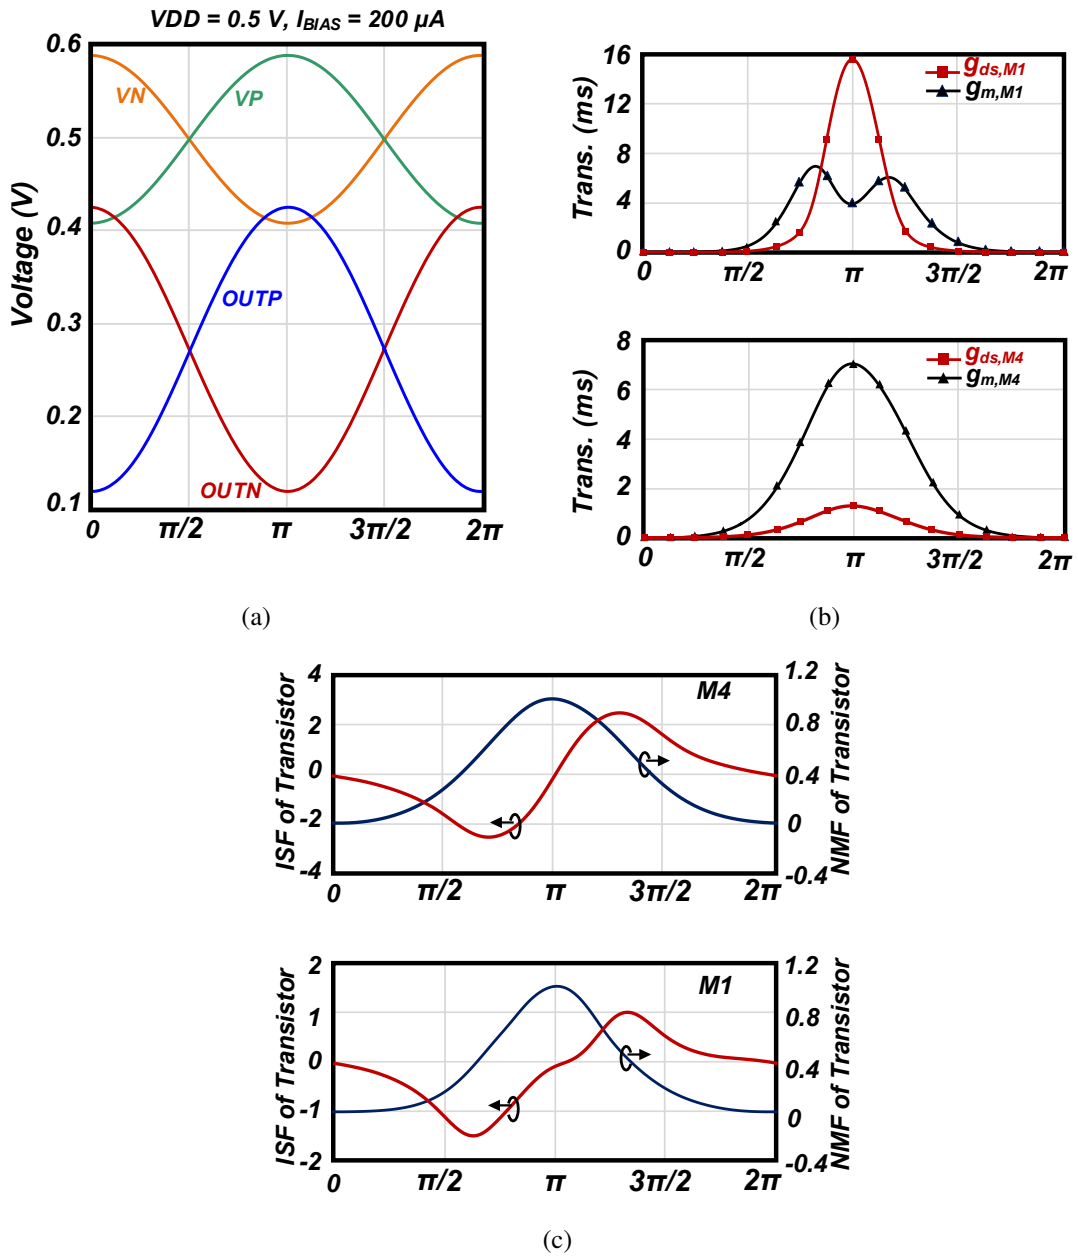 VDD = 0.5 V, I_BIAS = 200 µA
Voltage (V)
0.6
0.5
0.4
0.3
0.2
0.1
VN
VP
OUTP
OUTN
0 π/2 π 3π/2 2π
(a)
Trans. (ms)
16
12
8
4
0
g_ds,M1
g_m,M1
0 π/2 π 3π/2 2π
Trans. (ms)
8
6
4
2
0
g_ds,M4
g_m,M4
0 π/2 π 3π/2 2π
(b)
ISF of Transistor
4
2
0
-2
-4
M4
1.2
0.8
0.4
0
-0.4
NMF of Transistor
0 π/2 π 3π/2 2π
ISF of Transistor
2
1
0
-1
-2
M1
1.2
0.8
0.4
0
-0.4
NMF of Transistor
0 π/2 π 3π/2 2π
(c)